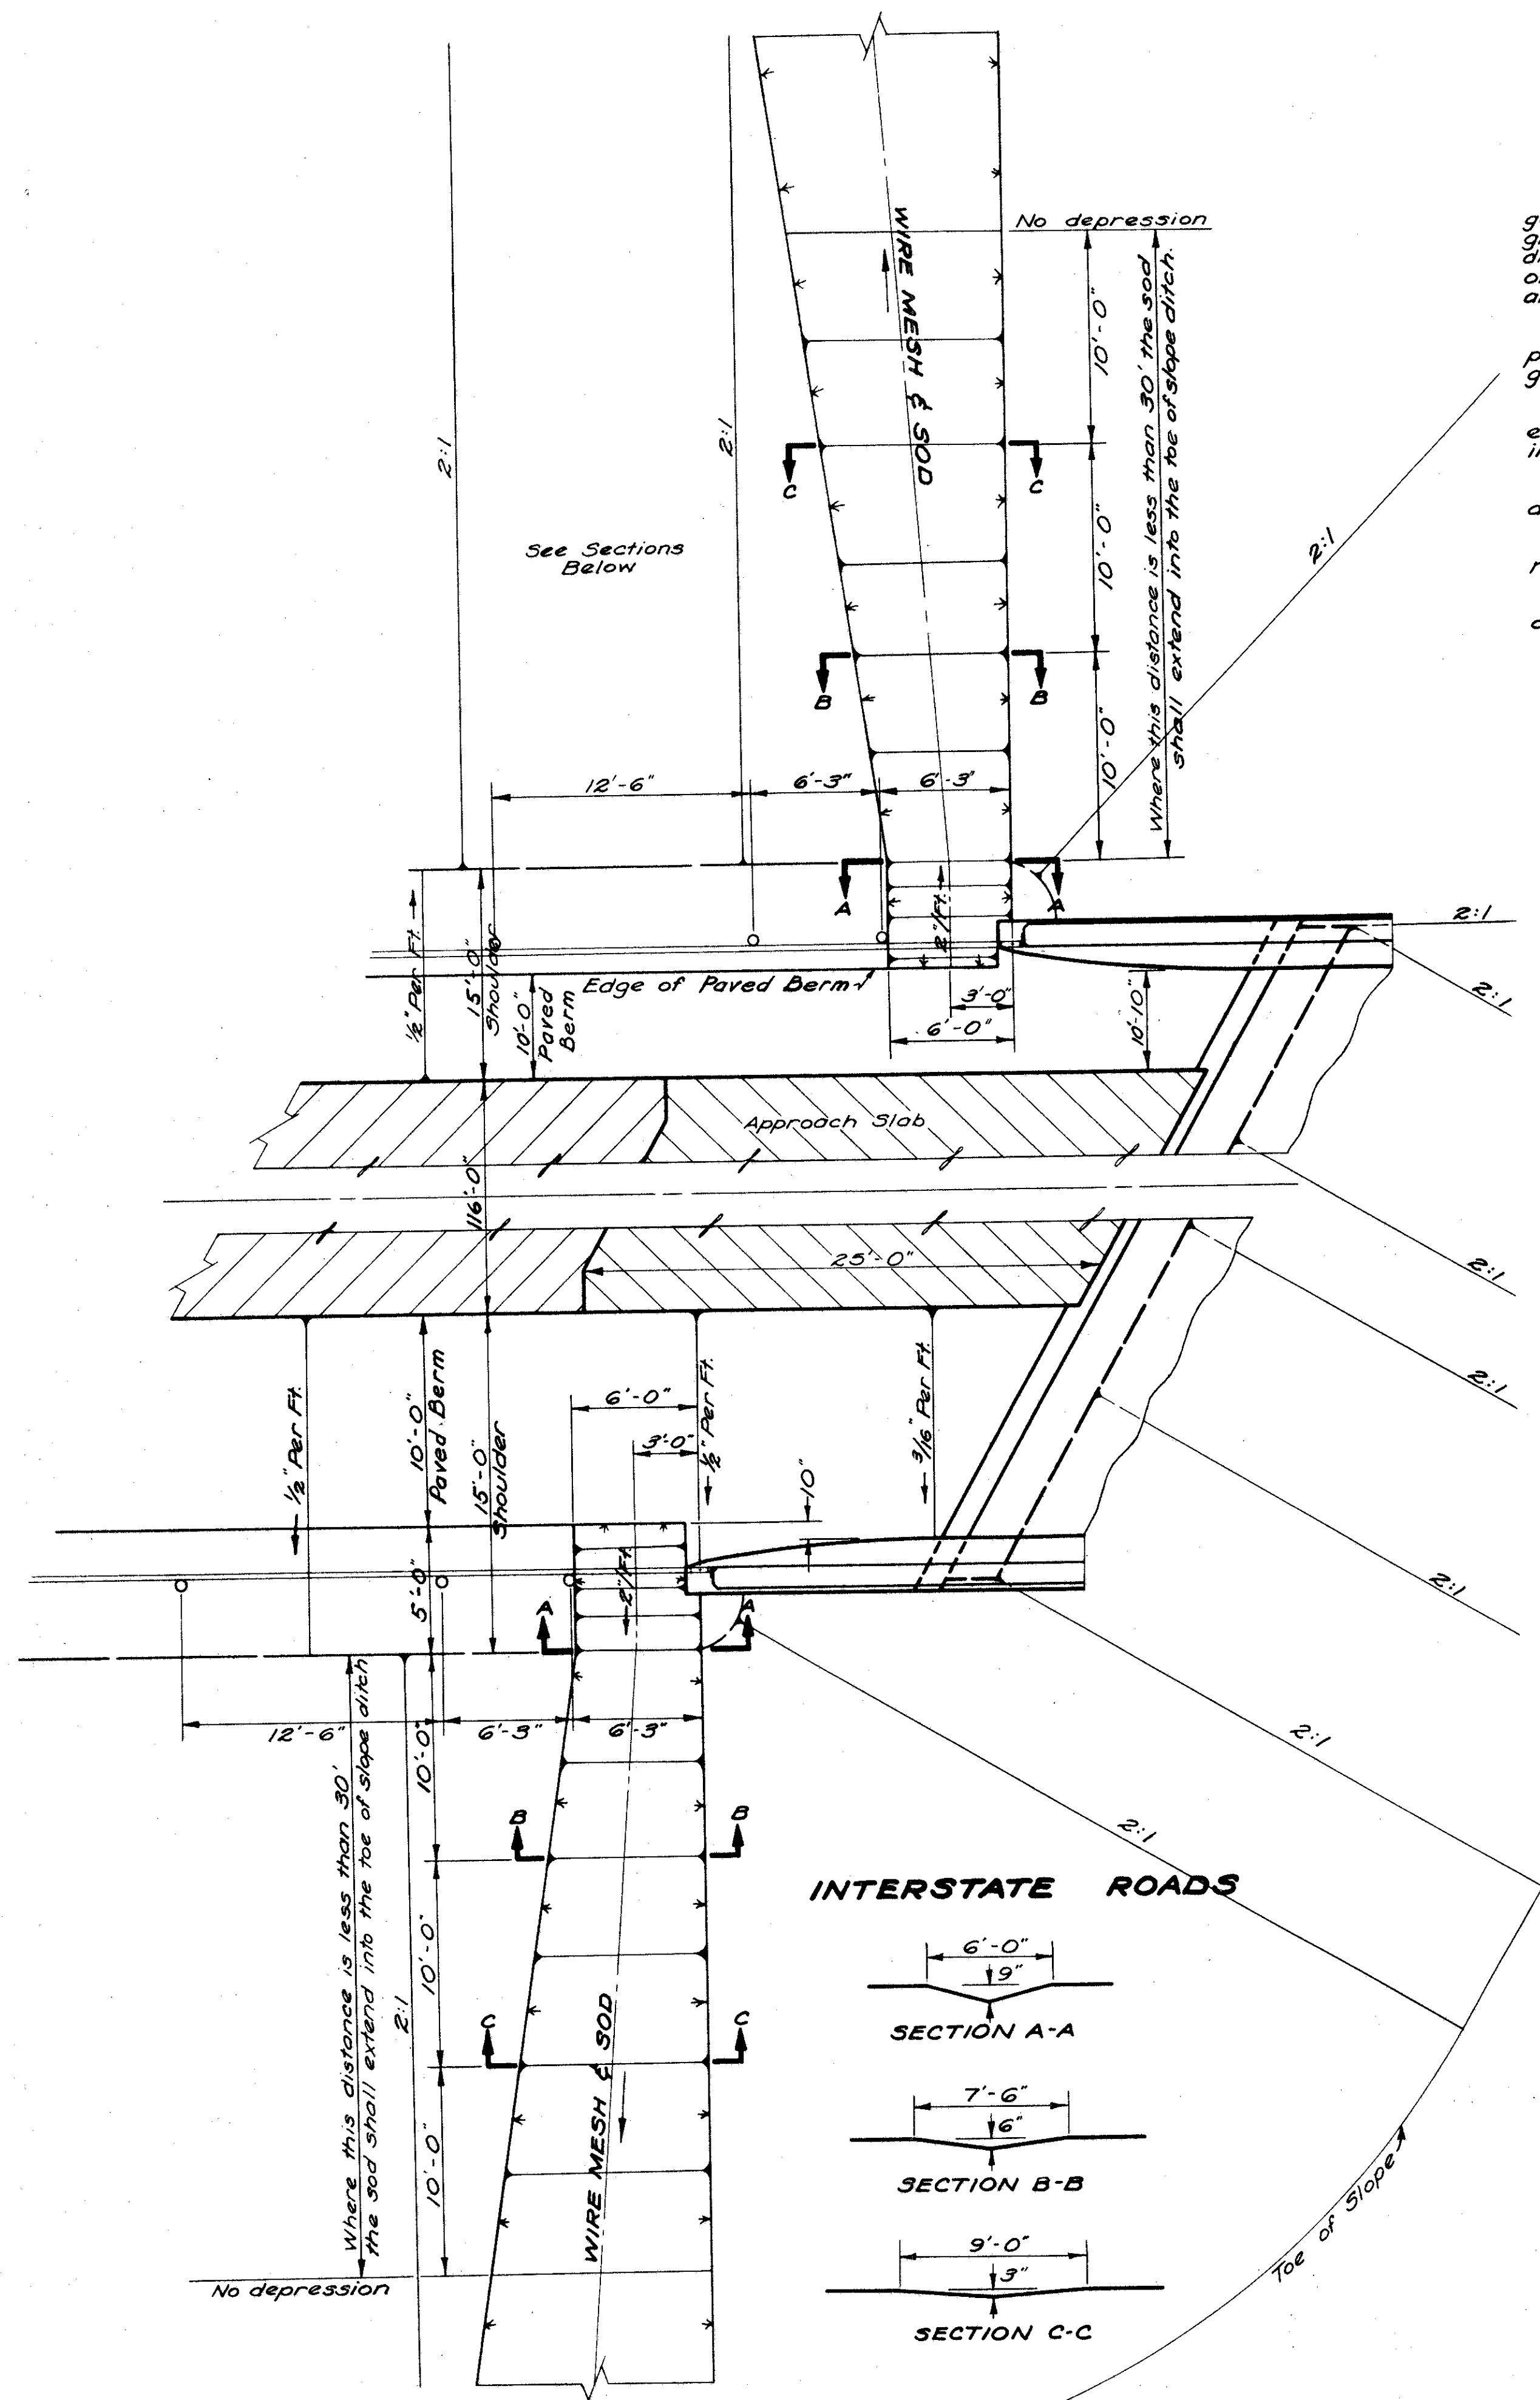 No depression
WIRE MESH & SOD
10'-0"
Where this distance is less than 30' the sod
shall extend into the toe of slope ditch.
2:1
2:1
10'-0"
C
C
2:1
See Sections
Below
B
B
10'-0"
12'-6"
6'-3"
6'-3"
A
A
2"/Ft.
2:1
1/2" Per Ft.
15'-0"
Shoulder
10'-0"
Paved
Berm
Edge of Paved Berm
3'-0"
6'-0"
10'-10"
2:1
Approach Slab
116'-0"
25'-0"
2:1
2:1
1/2" Per Ft.
10'-0"
Paved Berm
15'-0"
Shoulder
6'-0"
3'-0"
1/2" Per Ft.
3/16" Per Ft.
10"
5'-0"
2"/Ft.
A
A
2:1
12'-6"
6'-3"
6'-3"
10'-0"
2:1
2:1
Where this distance is less than 30'
the sod shall extend into the toe of slope ditch
B
B
INTERSTATE ROADS
6'-0"
9"
SECTION A-A
10'-0"
2:1
C
C
WIRE MESH & SOD
7'-6"
6"
SECTION B-B
10'-0"
Toe of Slope
9'-0"
3"
SECTION C-C
No depression